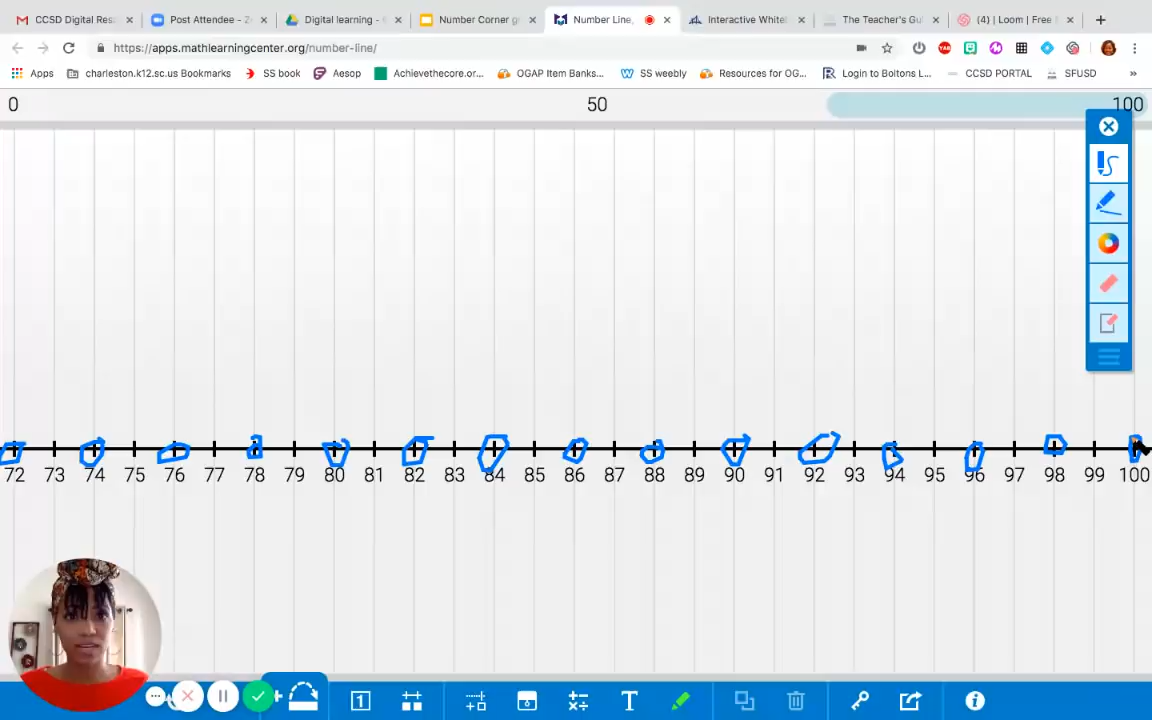 CCSD Digital Res Post Attendee - Z Digital learning - Number Corner g Number Line, Interactive White The Teacher's Gu (4) | Loom | Free
https://apps.mathlearningcenter.org/number-line/
Apps charleston.k12.sc.us Bookmarks SS book Aesop Achievethecore.or... OGAP Item Banks... SS weebly Resources for OG... Login to Boltons L... CCSD PORTAL SFUSD »
0 50 100
72 73 74 75 76 77 78 79 80 81 82 83 84 85 86 87 88 89 90 91 92 93 94 95 96 97 98 99 100
1 T